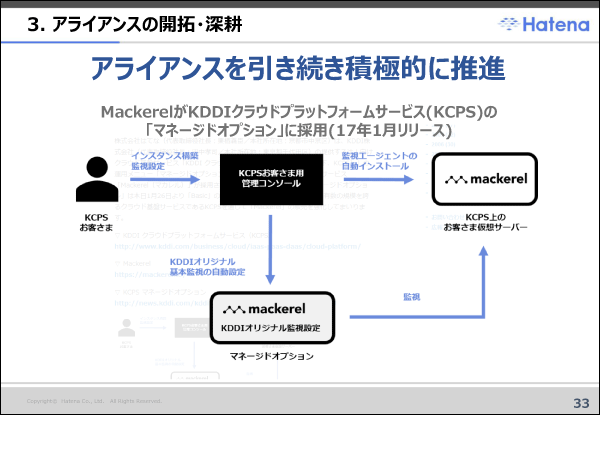 3. アライアンスの開拓・深耕
Hatena
アライアンスを引き続き積極的に推進
MackerelがKDDIクラウドプラットフォームサービス(KCPS)の
「マネージドオプション」に採用(17年1月リリース)
インスタンス構築
監視設定
KCPSお客さま用
管理コンソール
監視エージェントの
自動インストール
mackerel
KCPS
お客さま
KCPS上の
お客さま仮想サーバー
KDDIオリジナル
基本監視の自動設定
mackerel
KDDIオリジナル監視設定
監視
マネージドオプション
Copyright© Hatena Co., Ltd. All Rights Reserved.
33